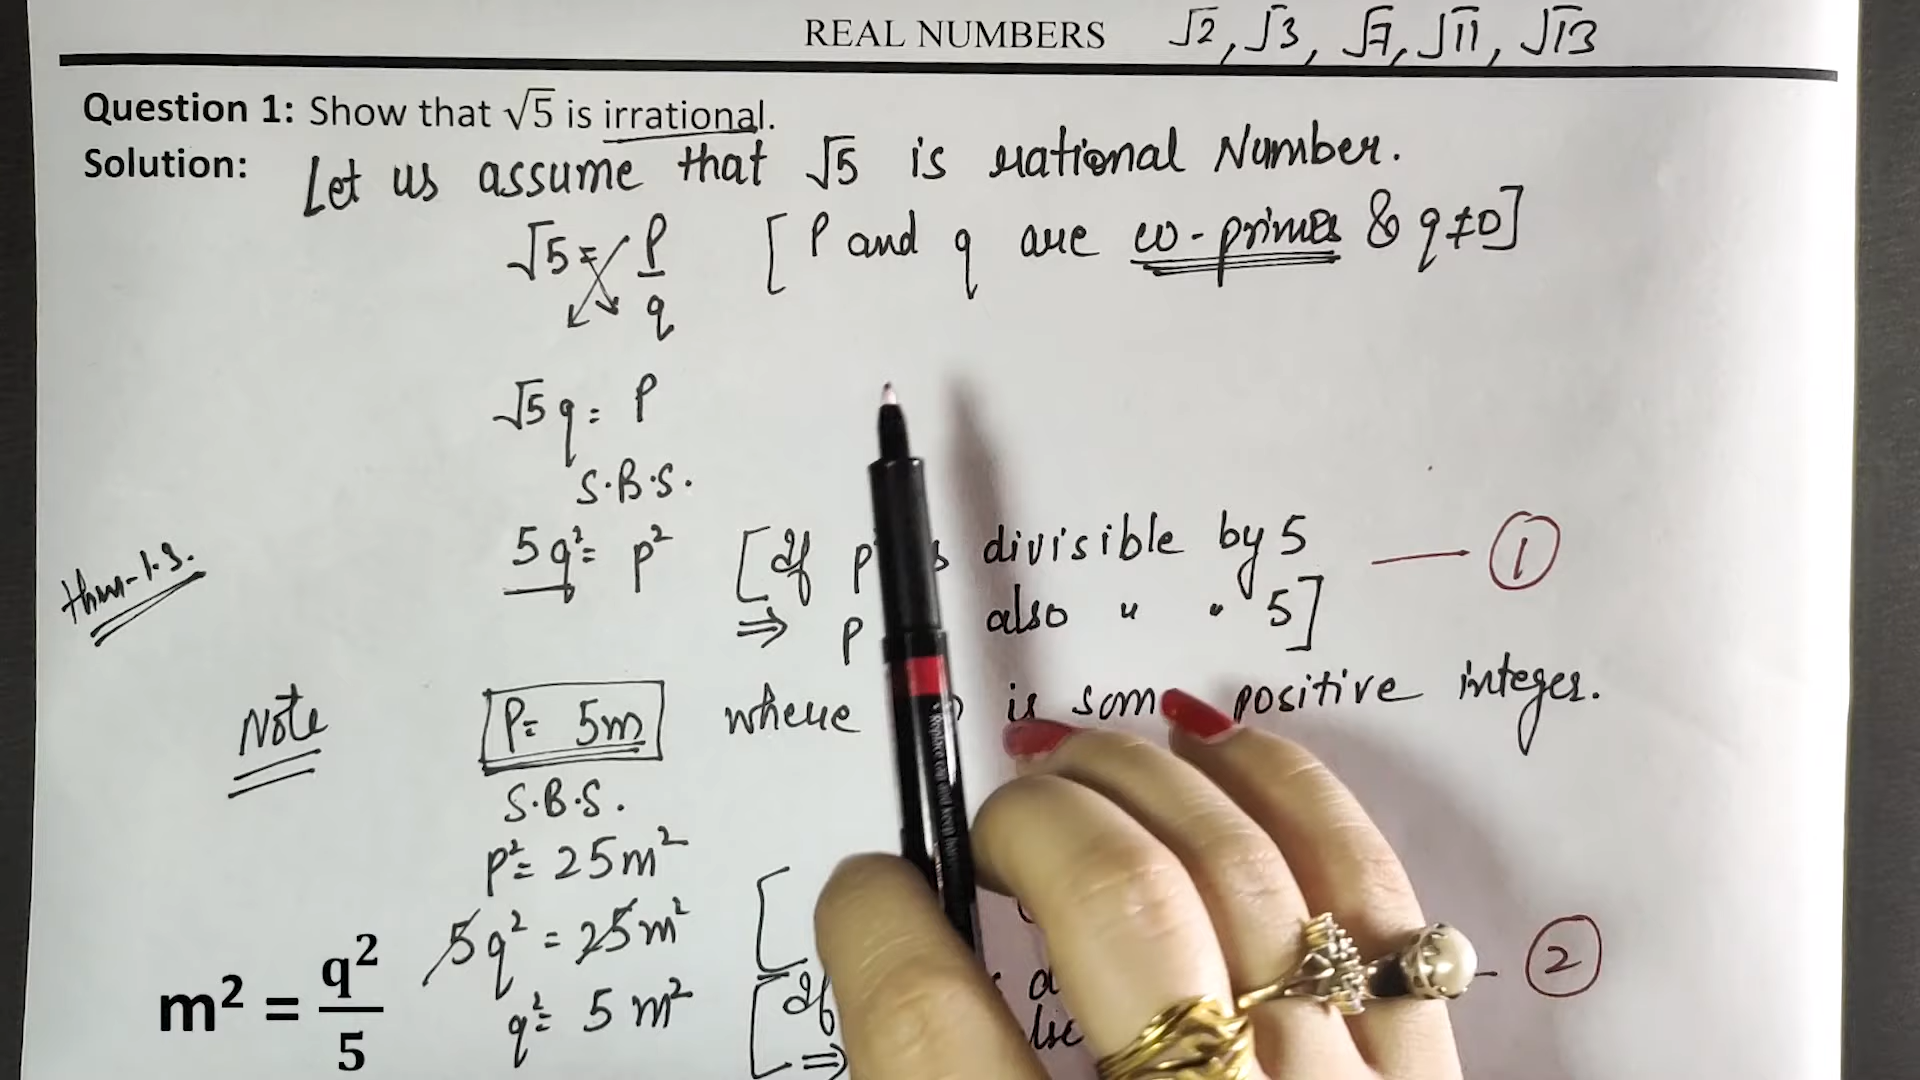 REAL NUMBERS √2, √3, √7, √11, √13
Question 1: Show that √5 is irrational.
Solution: Let us assume that √5 is rational Number.
√5 = p/q [P and q are co-primes & q≠0]
√5 q = P
S.B.S.
5q² = p² [If p divisible by 5 — ①
thm-1.3.
⇒ p also " " 5]
Note P = 5m where is som positive integer.
S.B.S.
p² = 25m²
5q² = 25m² [
②
q² = 5m² [If
⇒
m² = q²/5